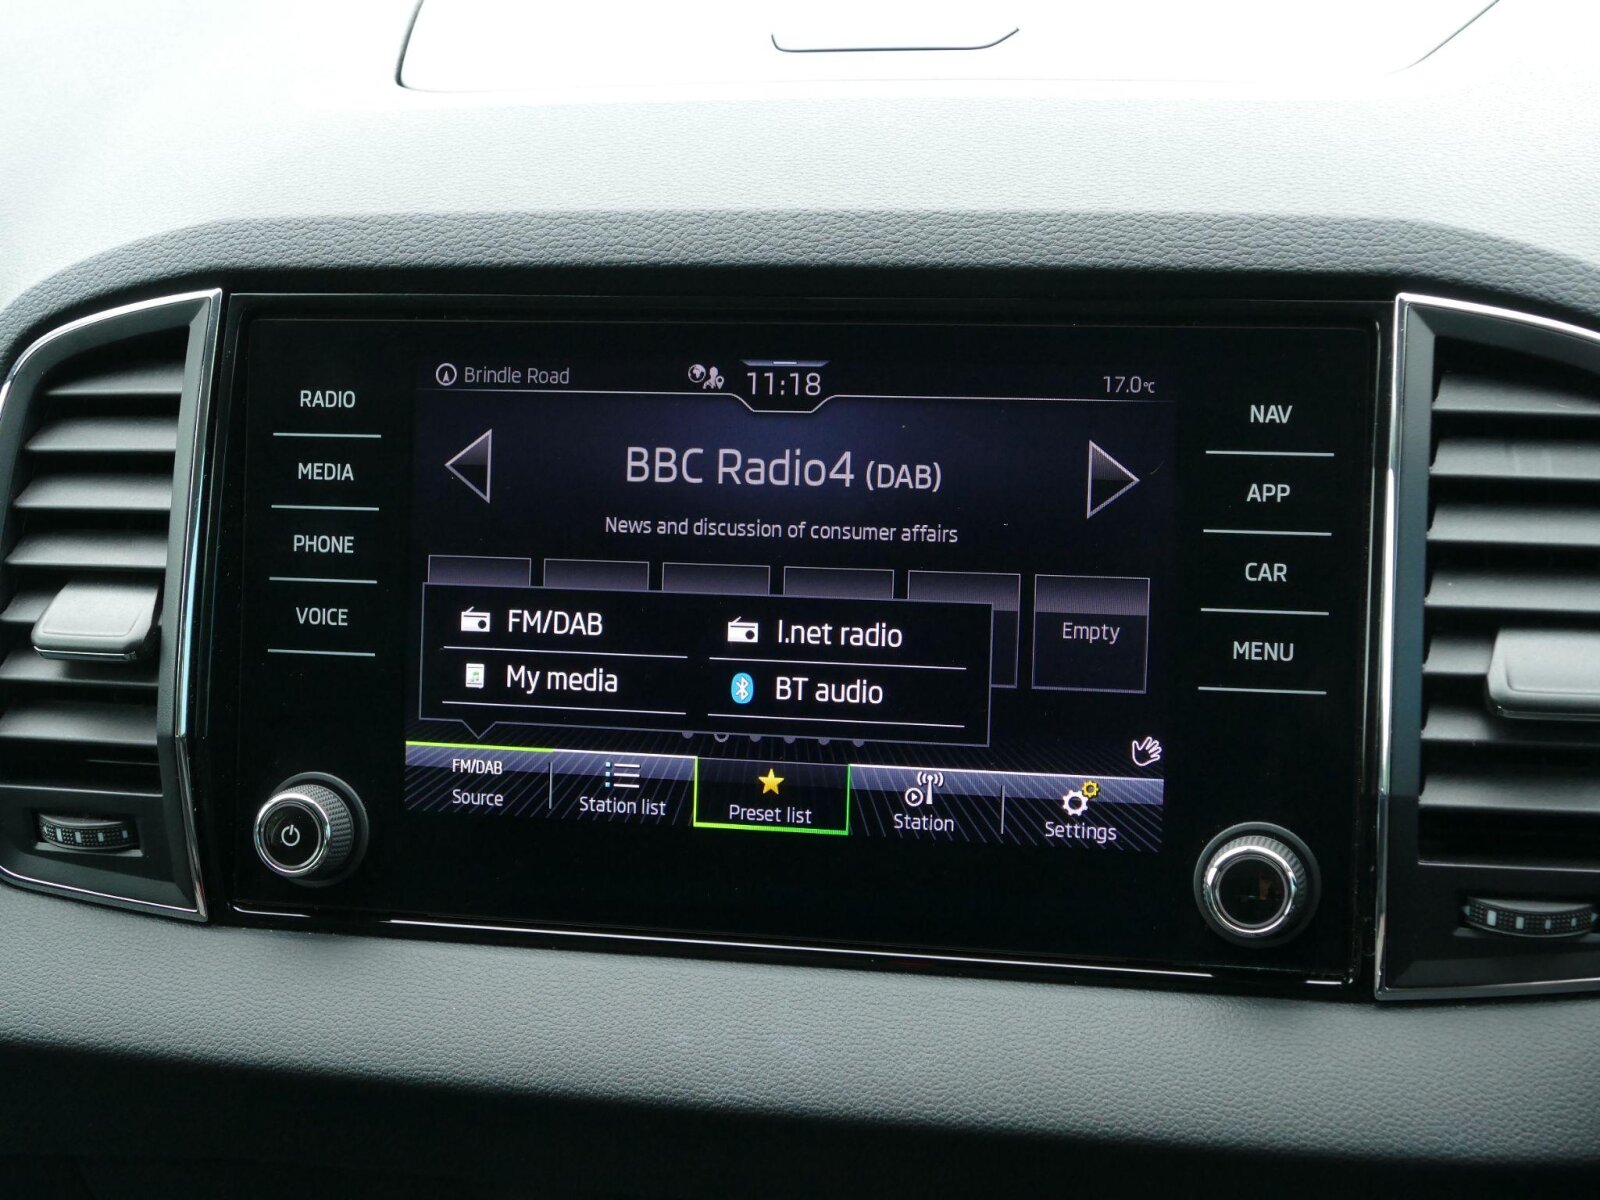 Brindle Road
11:18
17.0°C
RADIO
MEDIA
PHONE
VOICE
NAV
APP
CAR
MENU
BBC Radio4 (DAB)
News and discussion of consumer affairs
Empty
FM/DAB
I.net radio
My media
BT audio
FM/DAB
Source
Station list
Preset list
Station
Settings